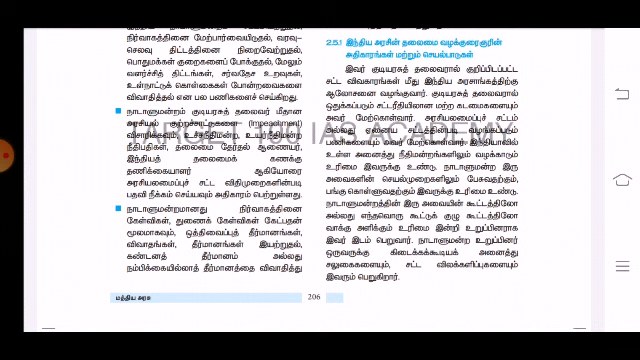 நிர்வாகத்தினை மேற்பார்வையிடுதல், வரவு-
செலவு திட்டத்தினை நிறைவேற்றுதல்,
பொதுமக்கள் குறைகளைப் போக்குதல், மேலும்
வளர்ச்சித் திட்டங்கள், சர்வதேச உறவுகள்,
உள்நாட்டுக் கொள்கைகள் போன்றவைகளை
விவாதித்தல் என பல பணிகளைச் செய்கிறது.
நாடாளுமன்றம் குடியரசு தலைவர் மீதான
அரசியல் குற்றச்சாட்டுகளை (Impeachment)
விசாரிக்கவும், உச்சநீதிமன்ற, உயர்நீதிமன்ற
நீதிபதிகள், தலைமை தேர்தல் ஆணையர்,
இந்தியத் தலைமைக் கணக்கு
தணிக்கையாளர் ஆகியோரை
அரசியலமைப்புச் சட்ட விதிமுறைகளின்படி
பதவி நீக்கம் செய்யவும் அதிகாரம் பெற்றுள்ளது.
நாடாளுமன்றமானது நிர்வாகத்தினை
கேள்விகள், துணைக் கேள்விகள் கேட்பதன்
மூலமாகவும், ஒத்திவைப்புத் தீர்மானங்கள்,
விவாதங்கள், தீர்மானங்கள் இயற்றுதல்,
கண்டனத் தீர்மானம் அல்லது
நம்பிக்கையில்லாத் தீர்மானத்தை விவாதித்து
2.5.1 இந்திய அரசின் தலைமை வழக்குரைஞரின்
அதிகாரங்கள் மற்றும் செயல்பாடுகள்
இவர் குடியரசுத் தலைவரால் குறிப்பிடப்பட்ட
சட்ட விவகாரங்கள் மீது இந்திய அரசாங்கத்திற்கு
ஆலோசனை வழங்குவார். குடியரசுத் தலைவரால்
ஒதுக்கப்படும் சட்டரீதியிலான மற்ற கடமைகளையும்
அவர் மேற்கொள்வார். அரசியலமைப்புச் சட்டம்
அல்லது ஏனைய சட்டத்தின்படி வழங்கப்படும்
பணிகளையும் அவர் மேற்கொள்வார். இந்தியாவில்
உள்ள அனைத்து நீதிமன்றங்களிலும் வழக்காடும்
உரிமை இவருக்கு உண்டு. நாடாளுமன்ற இரு
அவைகளின் செயல்முறைகளிலும் பேசுவதற்கும்,
பங்கு கொள்ளுவதற்கும் இவருக்கு உரிமை உண்டு.
நாடாளுமன்றத்தின் இரு அவையின் கூட்டத்திலோ
அல்லது எந்தவொரு கூட்டுக் குழு கூட்டத்திலோ
வாக்கு அளிக்கும் உரிமை இன்றி உறுப்பினராக
இவர் இடம் பெறுவார். நாடாளுமன்ற உறுப்பினர்
ஒருவருக்கு கிடைக்கக்கூடியக் அனைத்து
சலுகைகளையும், சட்ட விலக்களிப்புகளையும்
இவரும் பெறுகிறார்.
TARGET 100 IAS ACADEMY
மத்திய அரசு
206